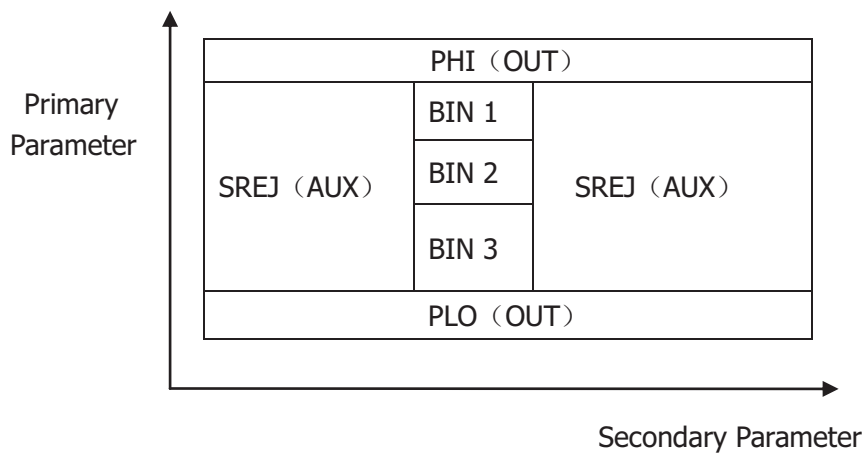 PHI（OUT）
Primary
Parameter
BIN 1
SREJ（AUX）
BIN 2
SREJ（AUX）
BIN 3
PLO（OUT）
Secondary Parameter